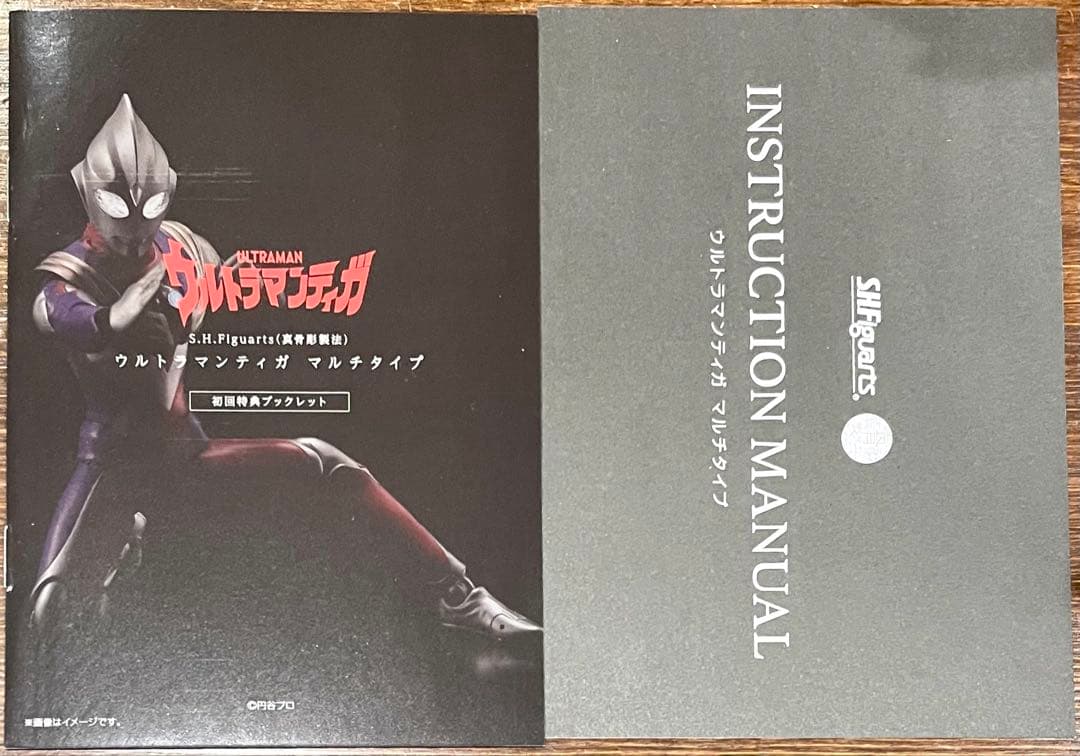 ULTRAMAN
ウルトラマンティガ
S.H.Figuarts(真骨彫製法)
ウルトラマンティガ マルチタイプ
初回特典ブックレット
©円谷プロ
※画像はイメージです。
S.H.Figuarts®
INSTRUCTION MANUAL
ウルトラマンティガ マルチタイプ